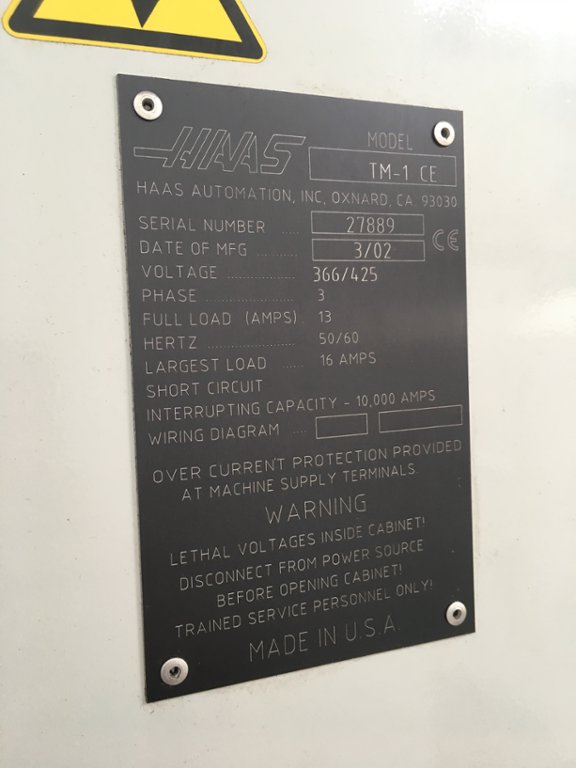 HAAS
MODEL
TM-1 CE
HAAS AUTOMATION, INC, OXNARD, CA 93030
SERIAL NUMBER ..... 27889
CE
DATE OF MFG .......... 3/02
VOLTAGE ................. 366/425
PHASE ...................... 3
FULL LOAD (AMPS). 13
HERTZ ...................... 50/60
LARGEST LOAD ...... 16 AMPS
SHORT CIRCUIT
INTERRUPTING CAPACITY - 10,000 AMPS
WIRING DIAGRAM ....
OVER CURRENT PROTECTION PROVIDED
AT MACHINE SUPPLY TERMINALS.
WARNING
LETHAL VOLTAGES INSIDE CABINET!
DISCONNECT FROM POWER SOURCE
BEFORE OPENING CABINET!
TRAINED SERVICE PERSONNEL ONLY!
MADE IN U.S.A.